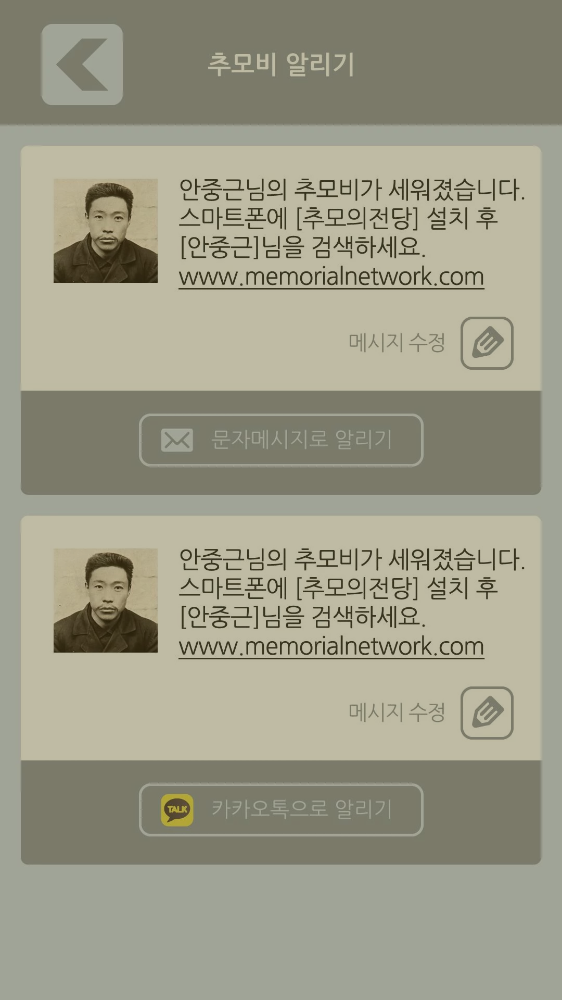 추모비 알리기
안중근님의 추모비가 세워졌습니다.
스마트폰에 [추모의전당] 설치 후
[안중근]님을 검색하세요.
www.memorialnetwork.com
메시지 수정
문자메시지로 알리기
안중근님의 추모비가 세워졌습니다.
스마트폰에 [추모의전당] 설치 후
[안중근]님을 검색하세요.
www.memorialnetwork.com
메시지 수정
TALK 카카오톡으로 알리기